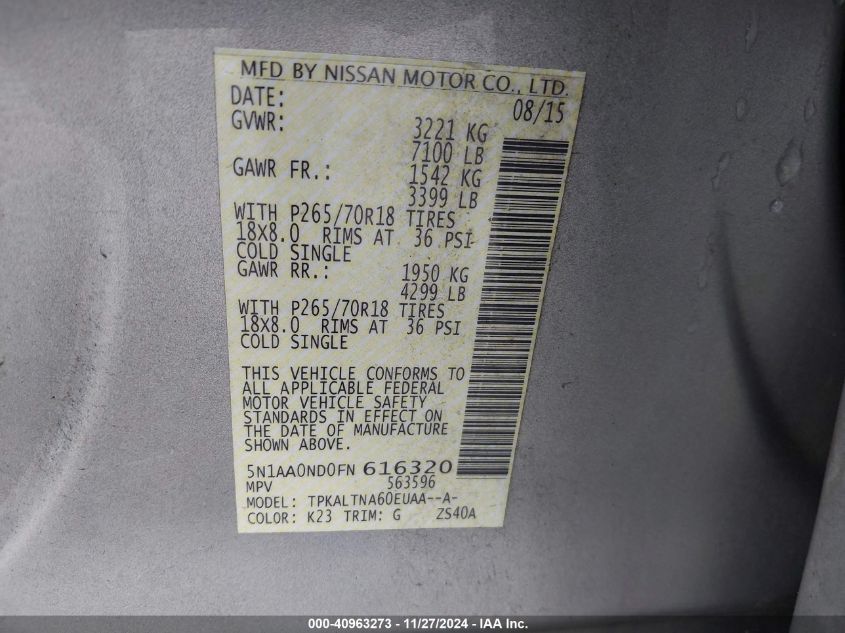 MFD BY NISSAN MOTOR CO., LTD.
DATE: 08/15
GVWR: 3221 KG
7100 LB
GAWR FR.: 1542 KG
3399 LB
WITH P265/70R18 TIRES
18X8.0 RIMS AT 36 PSI
COLD SINGLE
GAWR RR.: 1950 KG
4299 LB
WITH P265/70R18 TIRES
18X8.0 RIMS AT 36 PSI
COLD SINGLE
THIS VEHICLE CONFORMS TO
ALL APPLICABLE FEDERAL
MOTOR VEHICLE SAFETY
STANDARDS IN EFFECT ON
THE DATE OF MANUFACTURE
SHOWN ABOVE.
5N1AA0ND0FN 616320
MPV 563596
MODEL: TPKALTNA60EUAA--A-
COLOR: K23 TRIM: G ZS40A
000-40963273 - 11/27/2024 - IAA Inc.